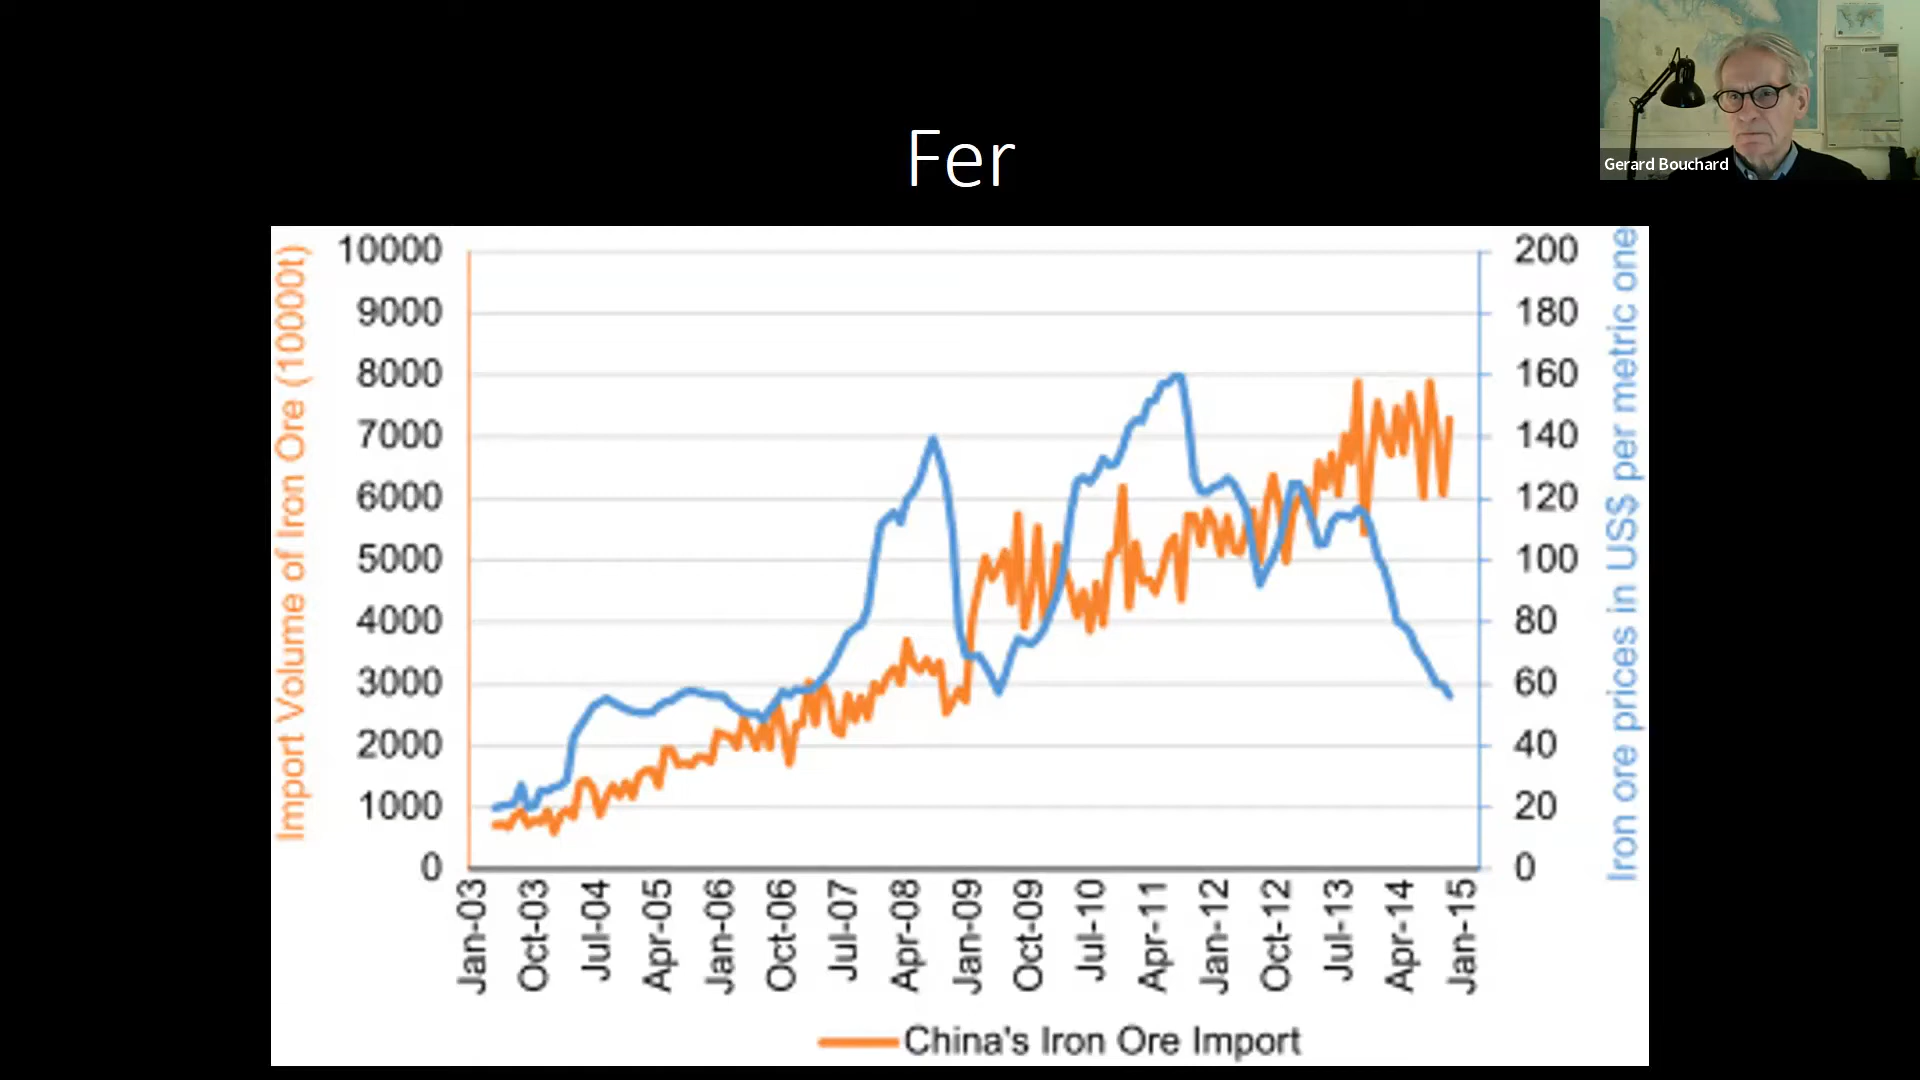 Fer
Gerard Bouchard
Import Volume of Iron Ore (10000t)
10000
9000
8000
7000
6000
5000
4000
3000
2000
1000
0
200
180
160
140
120
100
80
60
40
20
0
Iron ore prices in US$ per metric one
Jan-03
Oct-03
Jul-04
Apr-05
Jan-06
Oct-06
Jul-07
Apr-08
Jan-09
Oct-09
Jul-10
Apr-11
Jan-12
Oct-12
Jul-13
Apr-14
Jan-15
China's Iron Ore Import